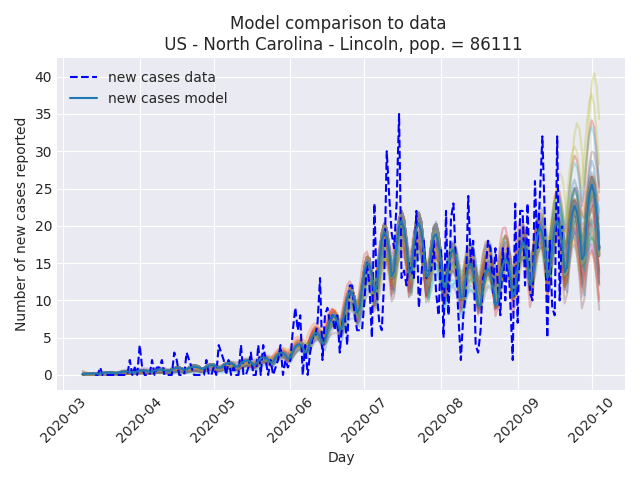 Model comparison to data
US - North Carolina - Lincoln, pop. = 86111
new cases data
new cases model
Number of new cases reported
40
35
30
25
20
15
10
5
0
2020-03
2020-04
2020-05
2020-06
2020-07
2020-08
2020-09
2020-10
Day